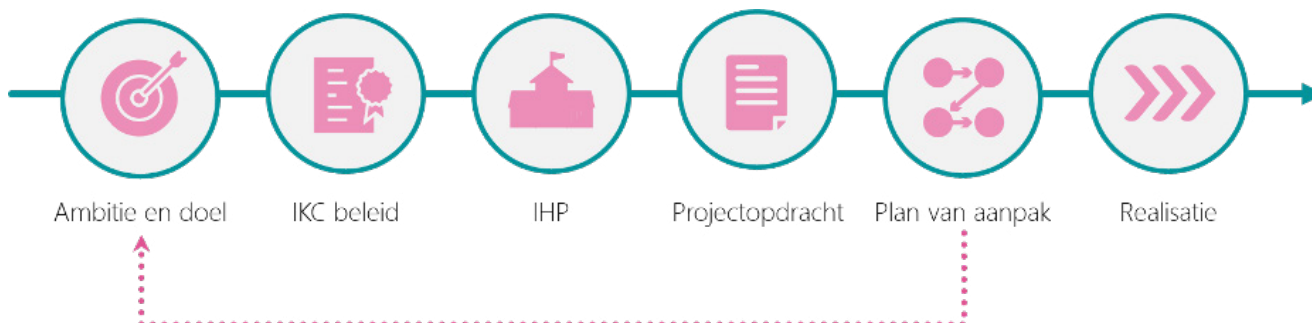 Ambitie en doel
IKC beleid
IHP
Projectopdracht
Plan van aanpak
Realisatie